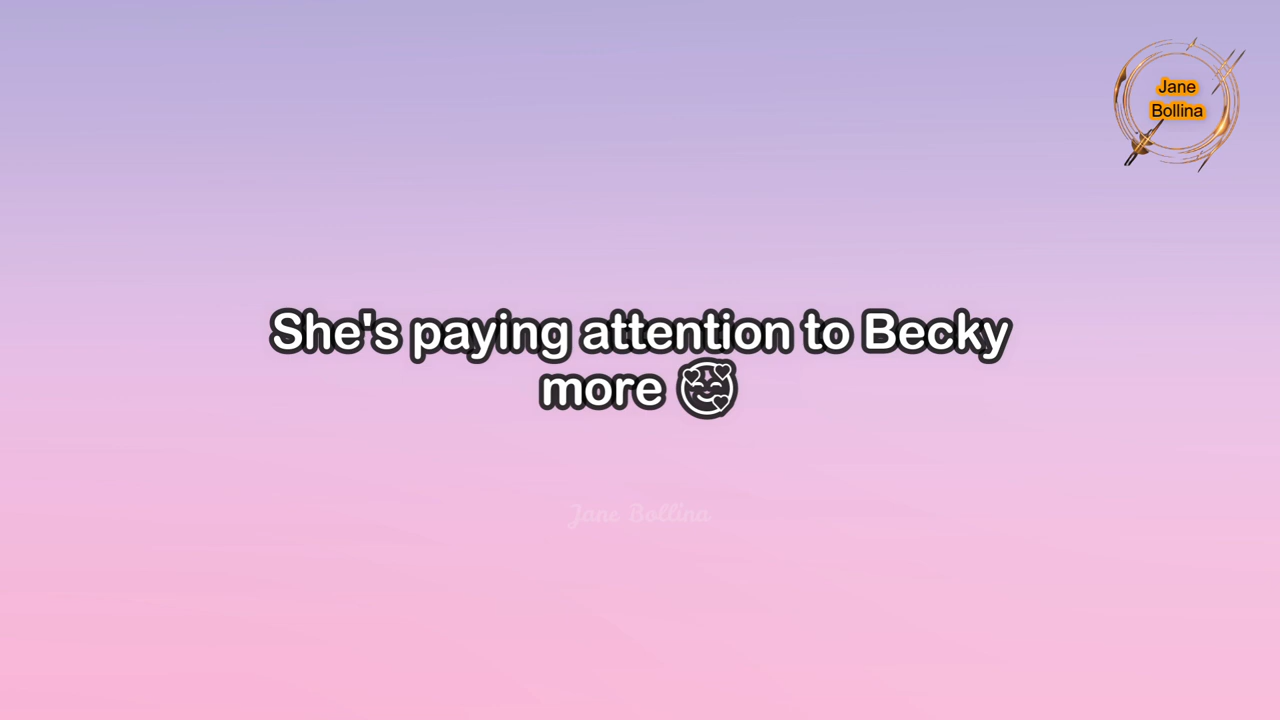 Jane
Bollina
She's paying attention to Becky
more 🥰
Jane Bollina